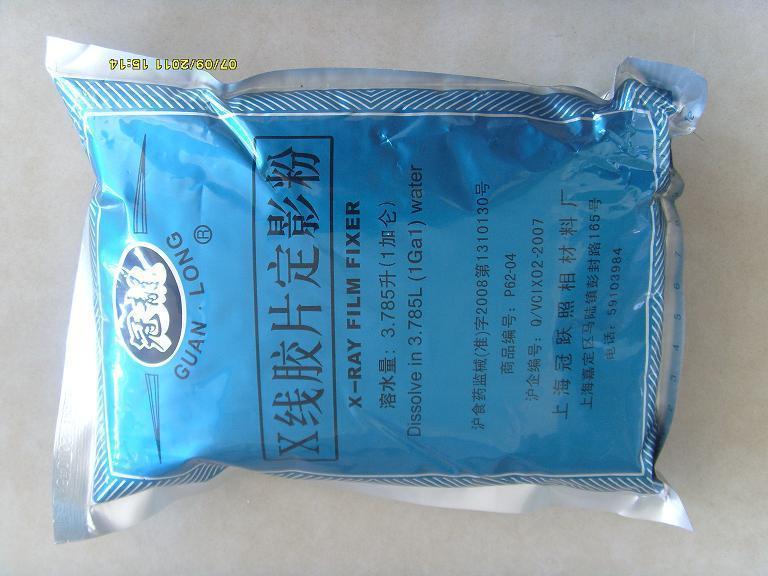 07/09/2011 15:14
GUAN·LONG
®
X线胶片定影粉
X-RAY FILM FIXER
溶水量：3.785升(1加仑)
Dissolve in 3.785L (1Ga1) water
沪食药监械(准)字2008第1310130号
商品编号：P62-04
沪企编号：Q/VCIX02-2007
上海冠跃照相材料厂
上海嘉定区马陆镇彭封路165号
电话：59103984